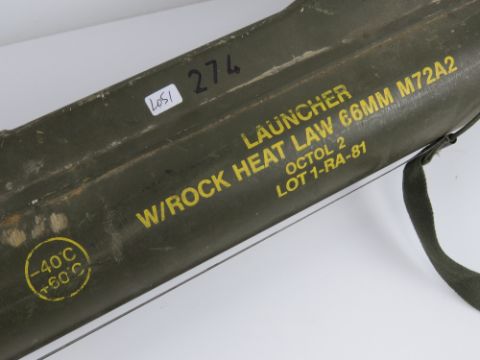 LOSI
274
LAUNCHER
W/ROCK HEAT LAW 66MM M72A2
OCTOL 2
LOT 1-RA-81
-40°C
+60°C